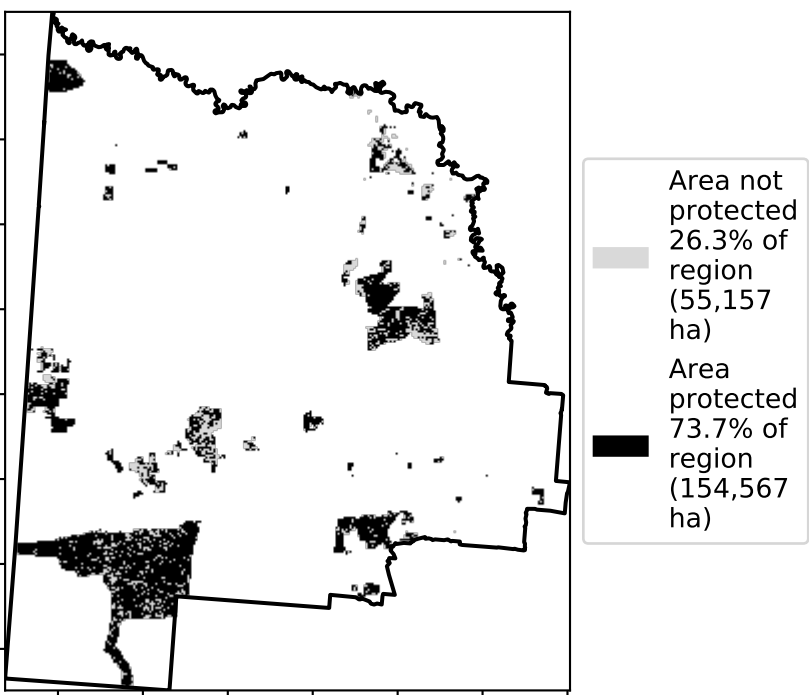 Area not
protected
26.3% of
region
(55,157
ha)
Area
protected
73.7% of
region
(154,567
ha)